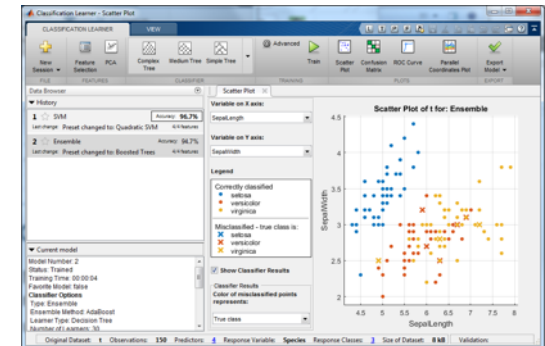 Classification Learner - Scatter Plot
CLASSIFICATION LEARNER
VIEW
New Session
Feature Selection
PCA
Complex Tree
Medium Tree
Simple Tree
Advanced
Train
Scatter Plot
Confusion Matrix
ROC Curve
Parallel Coordinates Plot
Export Model
FILE
FEATURES
CLASSIFIER
TRAINING
PLOTS
EXPORT
Data Browser
Scatter Plot
History
1 SVM Accuracy: 96.7%
Last change: Preset changed to: Quadratic SVM 4/4 features
2 Ensemble Accuracy: 94.7%
Last change: Preset changed to: Boosted Trees 4/4 features
Current model
Model Number: 2
Status: Trained
Training Time: 00:00:04
Favorite Model: false
Classifier Options
Type: Ensemble
Ensemble Method: AdaBoost
Learner Type: Decision Tree
Number of Learners: 30
Variable on X axis:
SepalLength
Variable on Y axis:
SepalWidth
Legend
Correctly classified
setosa
versicolor
virginica
Misclassified - true class is:
setosa
versicolor
virginica
Show Classifier Results
Classifier Results
Color of misclassified points
represents:
True class
Scatter Plot of t for: Ensemble
SepalWidth
4.5
4
3.5
3
2.5
2
4.5 5 5.5 6 6.5 7 7.5 8
SepalLength
Original Dataset: t Observations: 150 Predictors: 4 Response Variable: Species Response Classes: 3 Size of Dataset: 8 kB Validation: